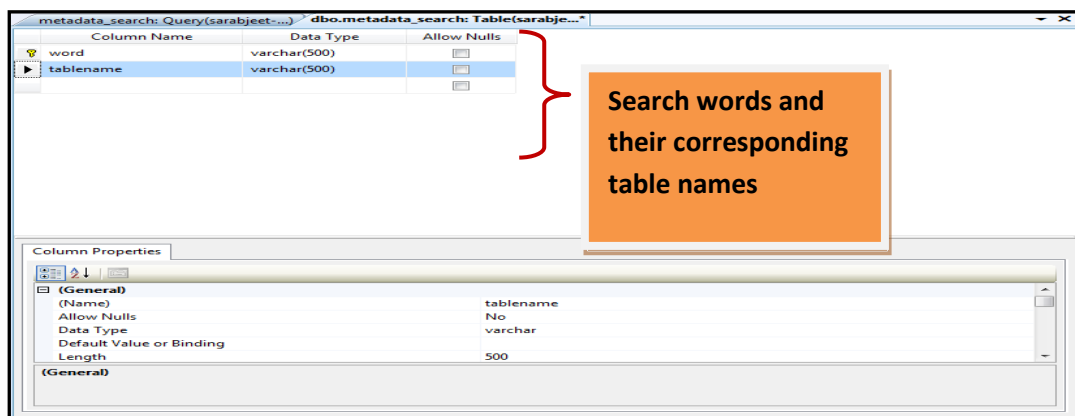 metadata_search: Query(sarabjeet-...) dbo.metadata_search: Table(sarabje...*
Column Name Data Type Allow Nulls
word varchar(500)
tablename varchar(500)
Search words and
their corresponding
table names
Column Properties
(General)
(Name) tablename
Allow Nulls No
Data Type varchar
Default Value or Binding
Length 500
(General)